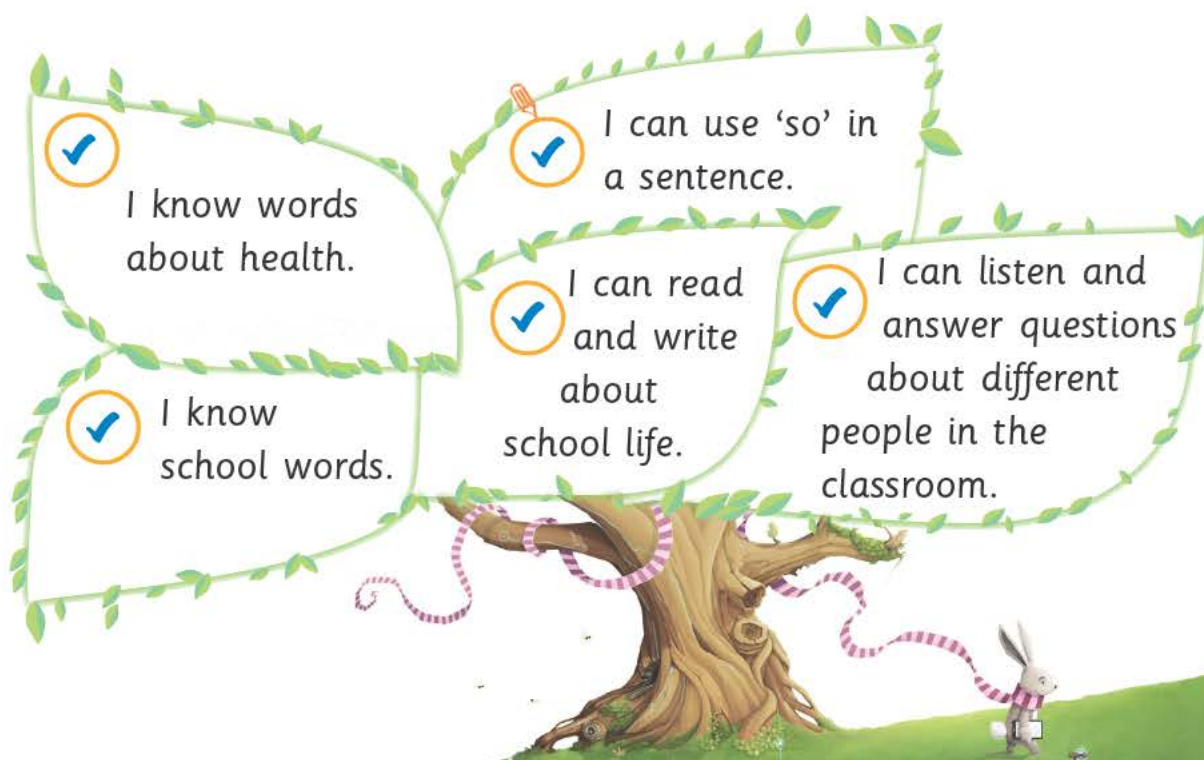 I know words
about health.
I can use ‘so’ in
a sentence.
I know
school words.
I can read
and write
about
school life.
I can listen and
answer questions
about different
people in the
classroom.